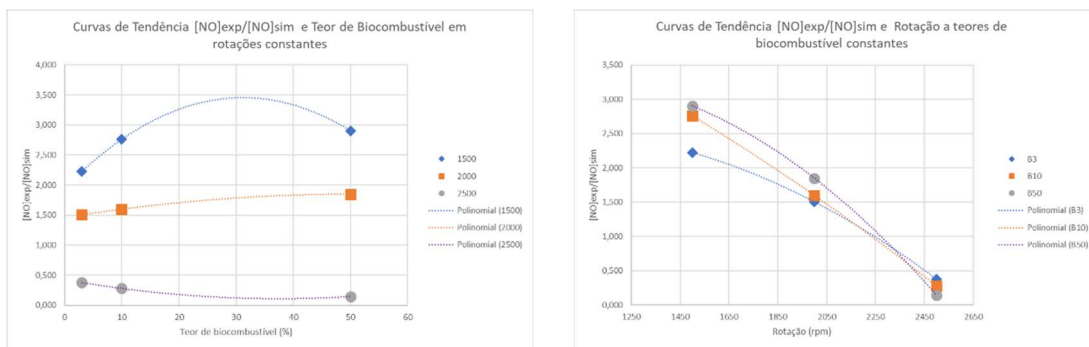 Curvas de Tendência [NO]exp/[NO]sim e Teor de Biocombustível em
rotações constantes
4,000
3,500
3,000
2,500
2,000
1,500
1,000
0,500
0,000
[NO]exp/[NO]sim
0 10 20 30 40 50 60
Teor de biocombustível (%)
1500
2000
2500
Polinomial (1500)
Polinomial (2000)
Polinomial (2500)
Curvas de Tendência [NO]exp/[NO]sim e Rotação a teores de
biocombustível constantes
3,500
3,000
2,500
2,000
1,500
1,000
0,500
0,000
[NO]exp/[NO]sim
1250 1450 1650 1850 2050 2250 2450 2650
Rotação (rpm)
B3
B10
B50
Polinomial (B3)
Polinomial (B10)
Polinomial (B50)